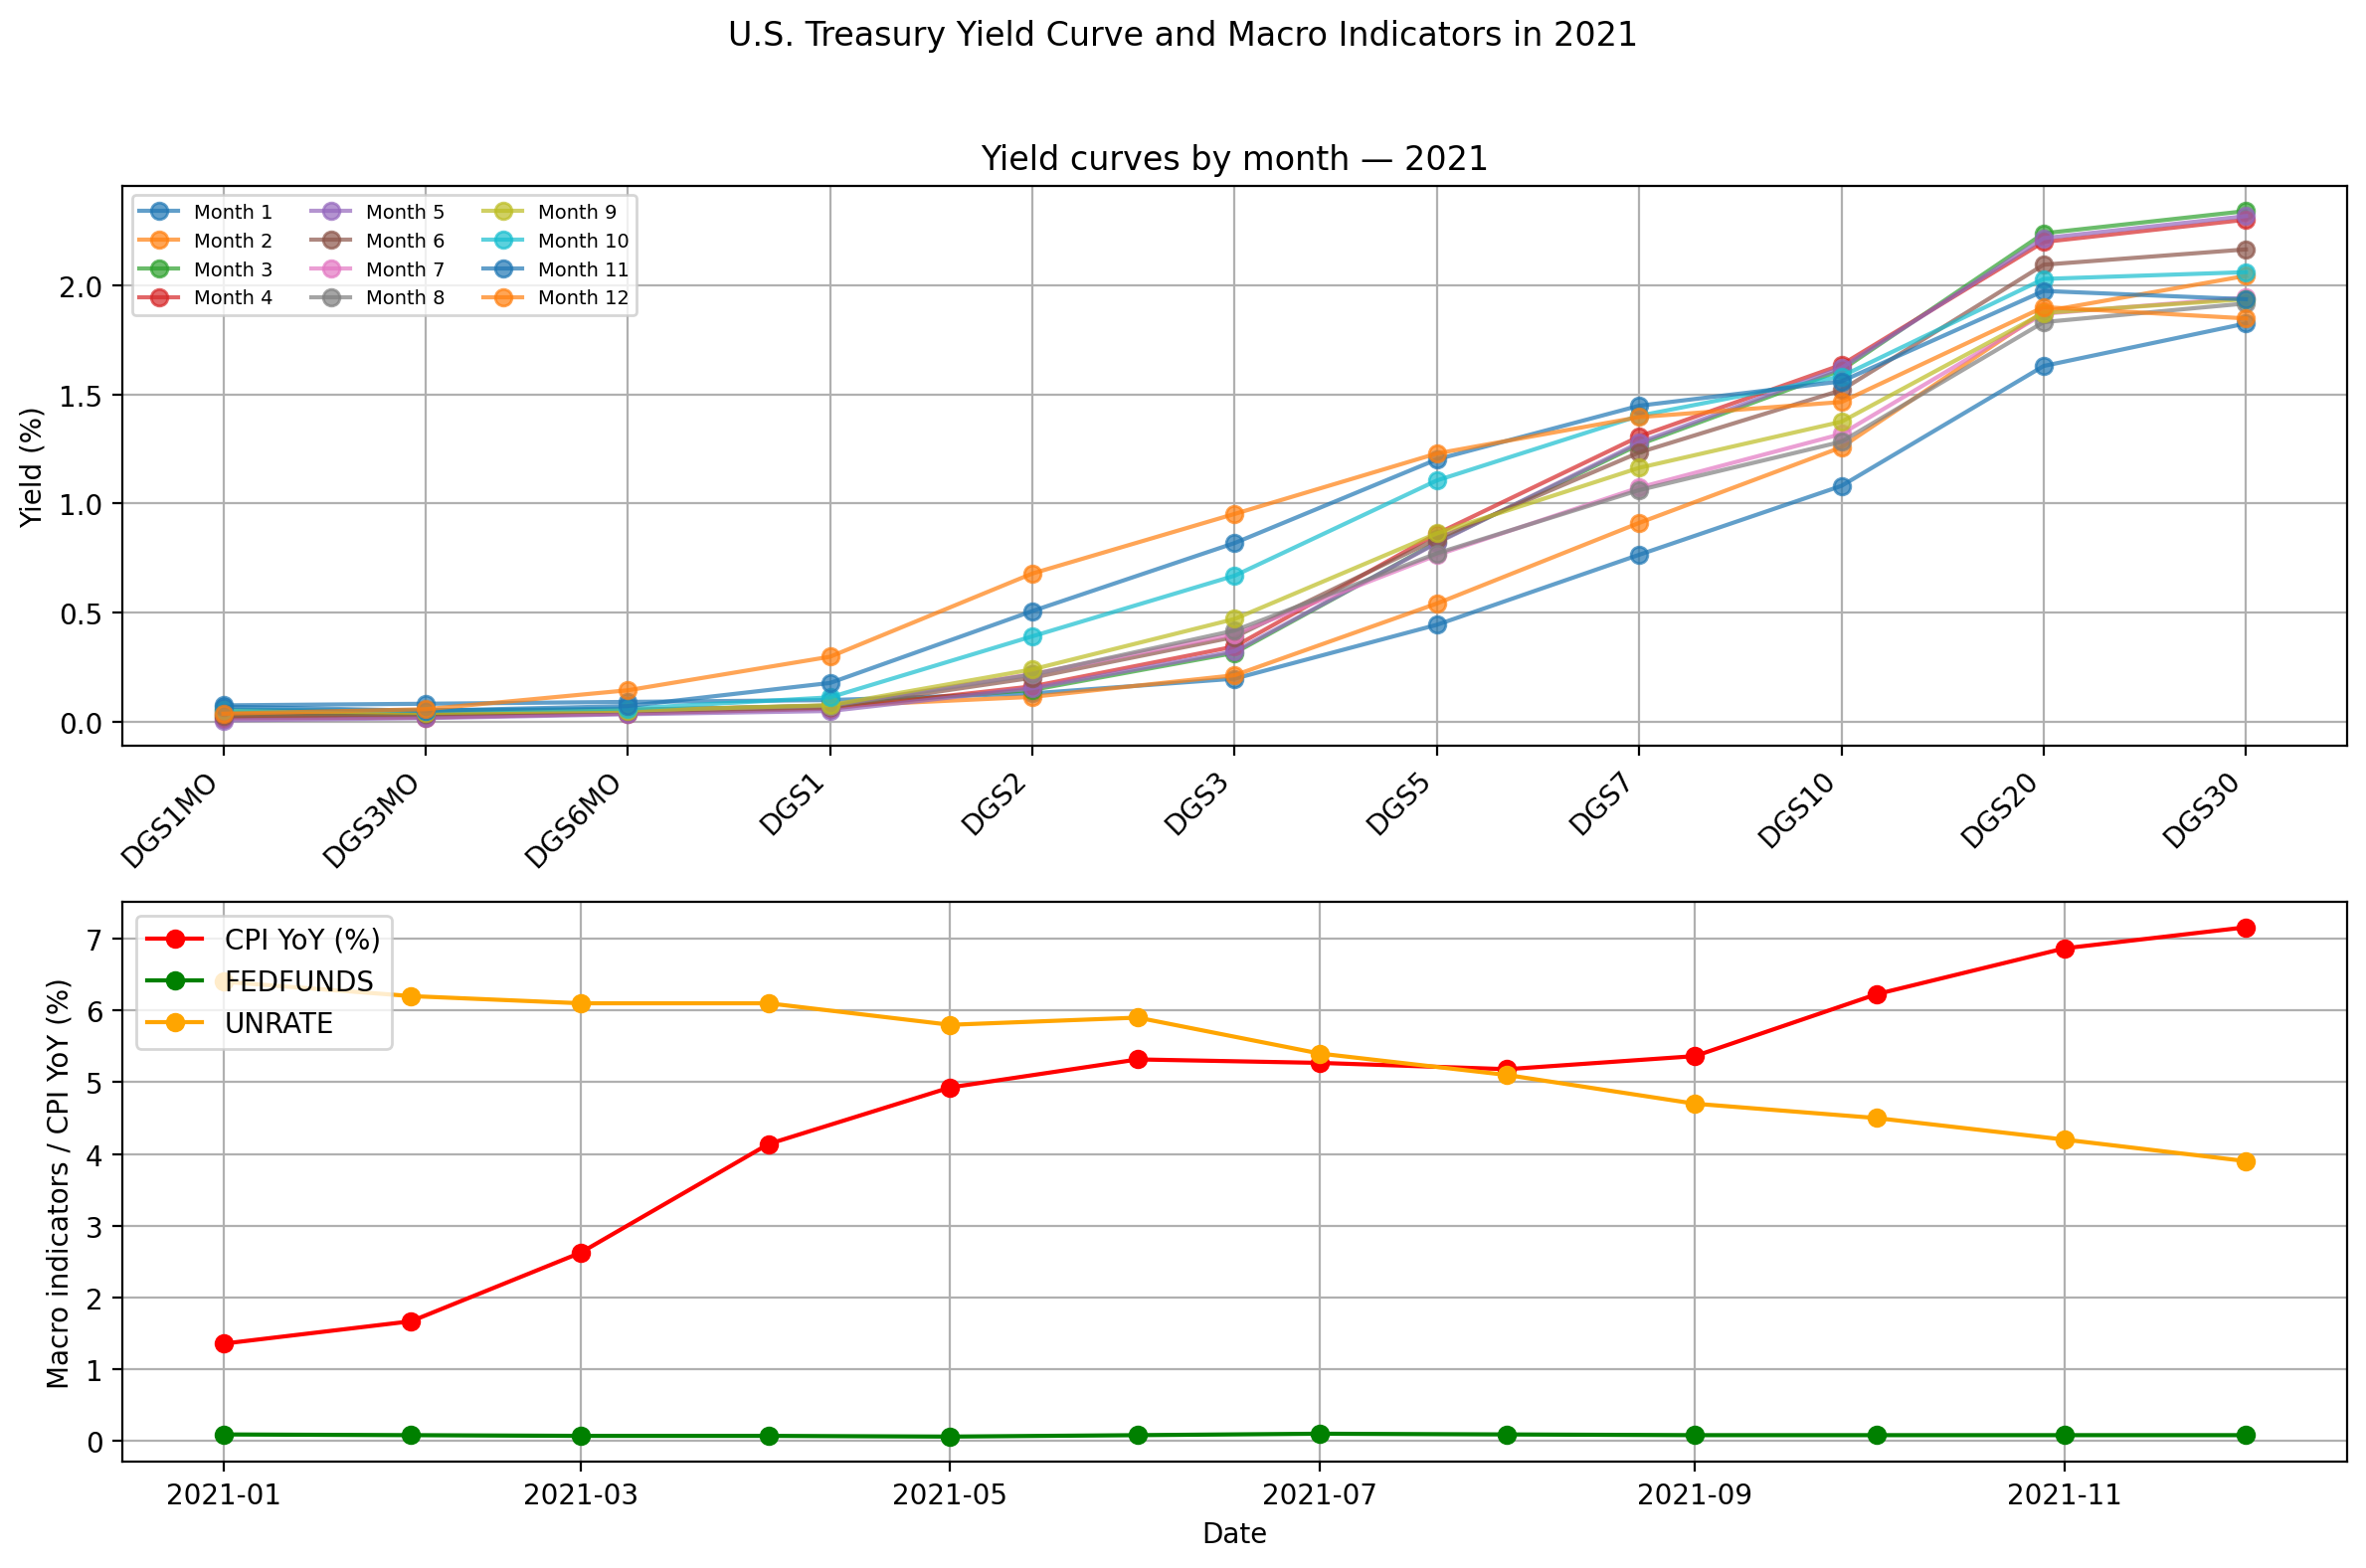 U.S. Treasury Yield Curve and Macro Indicators in 2021
Yield curves by month — 2021
Month 1
Month 2
Month 3
Month 4
Month 5
Month 6
Month 7
Month 8
Month 9
Month 10
Month 11
Month 12
Yield (%)
2.0
1.5
1.0
0.5
0.0
DGS1MO
DGS3MO
DGS6MO
DGS1
DGS2
DGS3
DGS5
DGS7
DGS10
DGS20
DGS30
CPI YoY (%)
FEDFUNDS
UNRATE
Macro indicators / CPI YoY (%)
7
6
5
4
3
2
1
0
2021-01
2021-03
2021-05
2021-07
2021-09
2021-11
Date